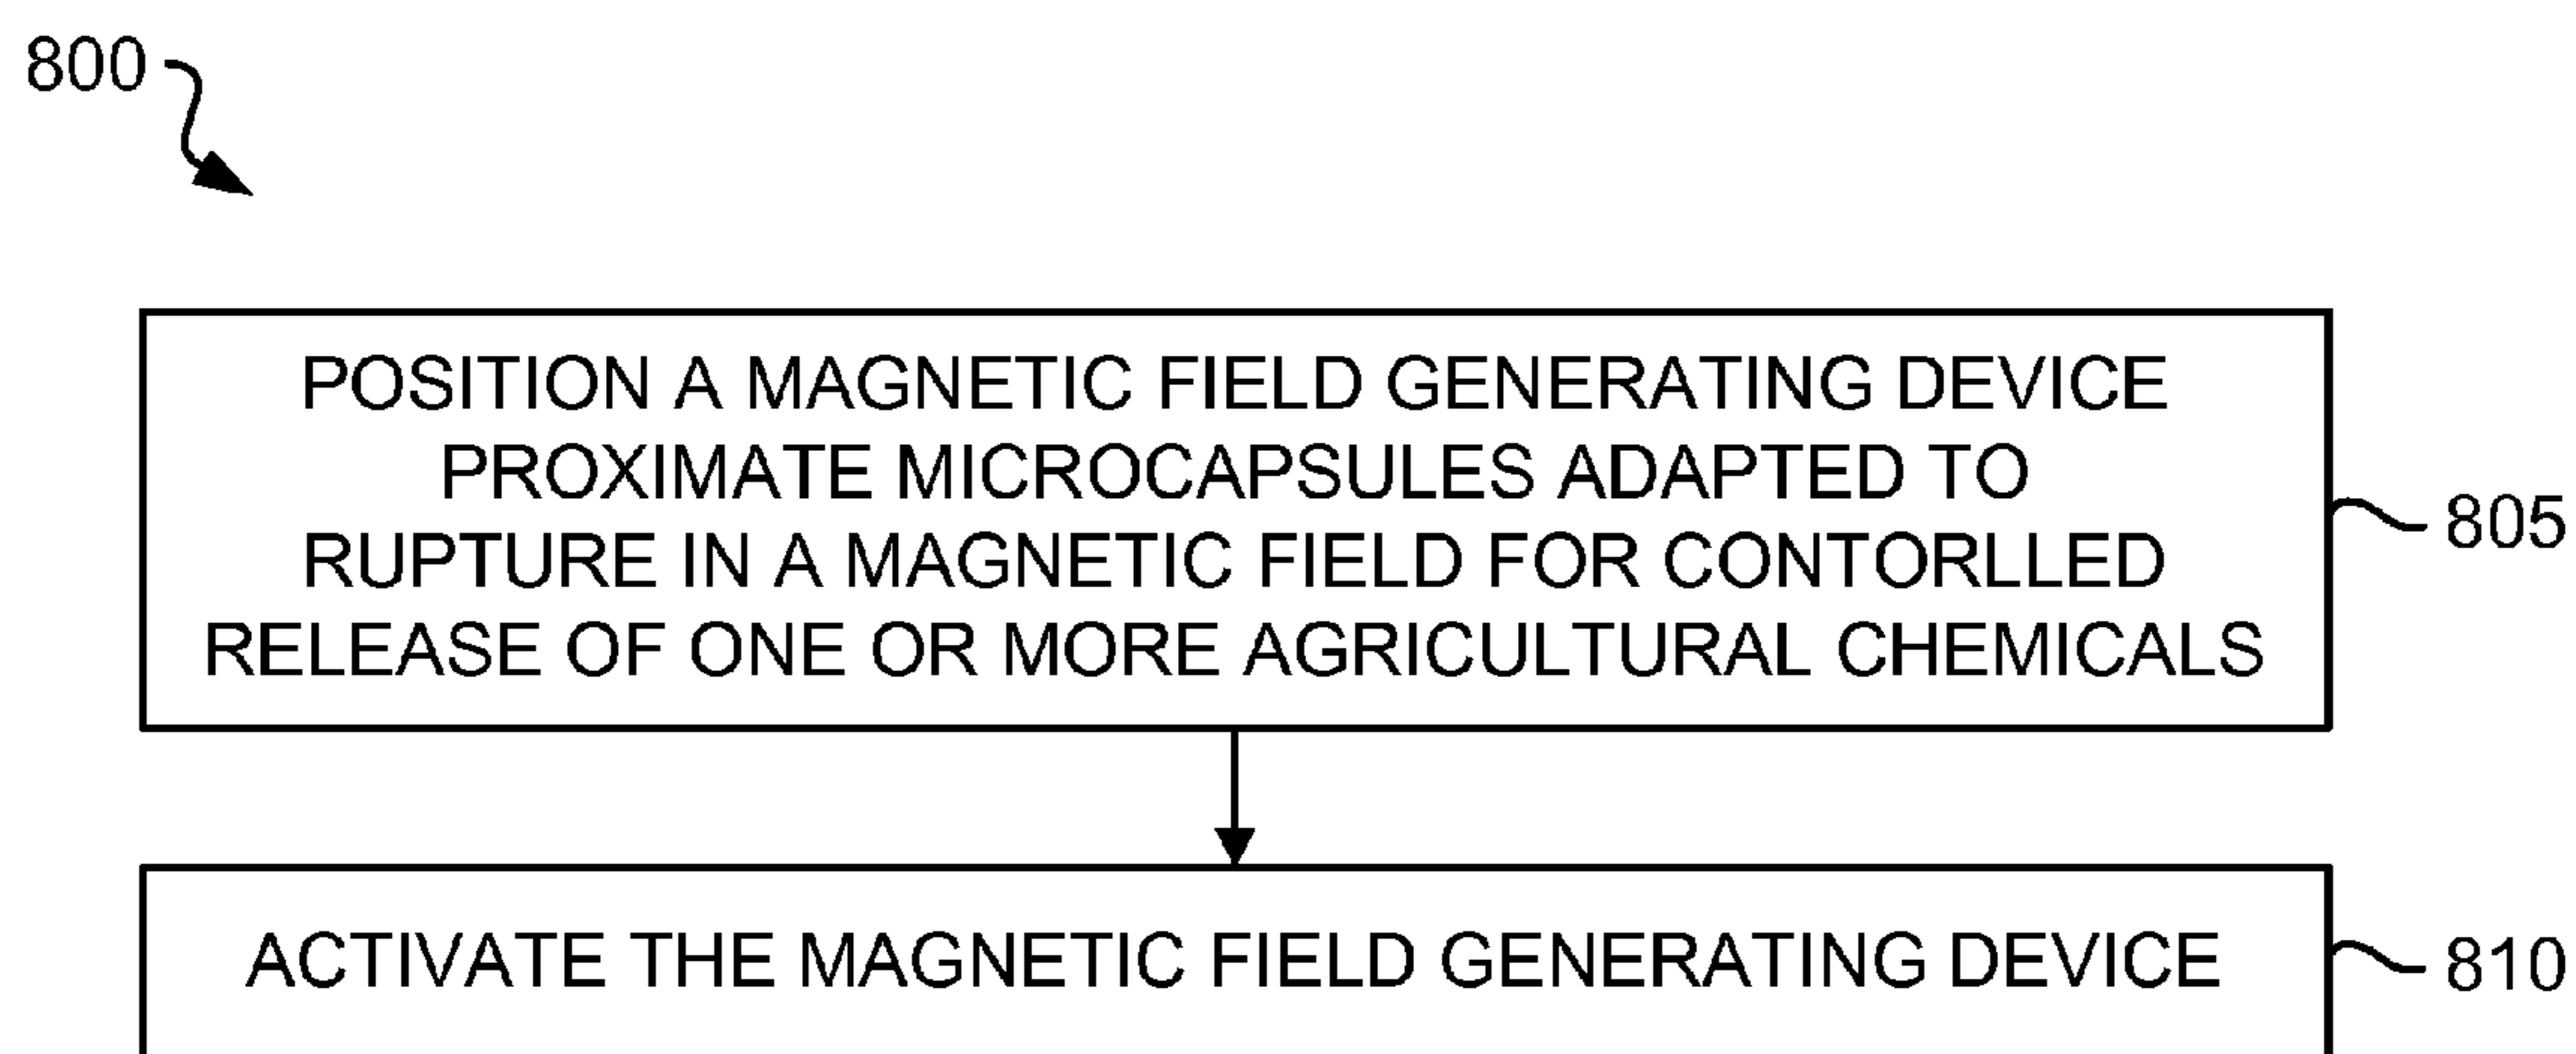 800
POSITION A MAGNETIC FIELD GENERATING DEVICE
PROXIMATE MICROCAPSULES ADAPTED TO
RUPTURE IN A MAGNETIC FIELD FOR CONTORLLED
RELEASE OF ONE OR MORE AGRICULTURAL CHEMICALS
805
ACTIVATE THE MAGNETIC FIELD GENERATING DEVICE
810